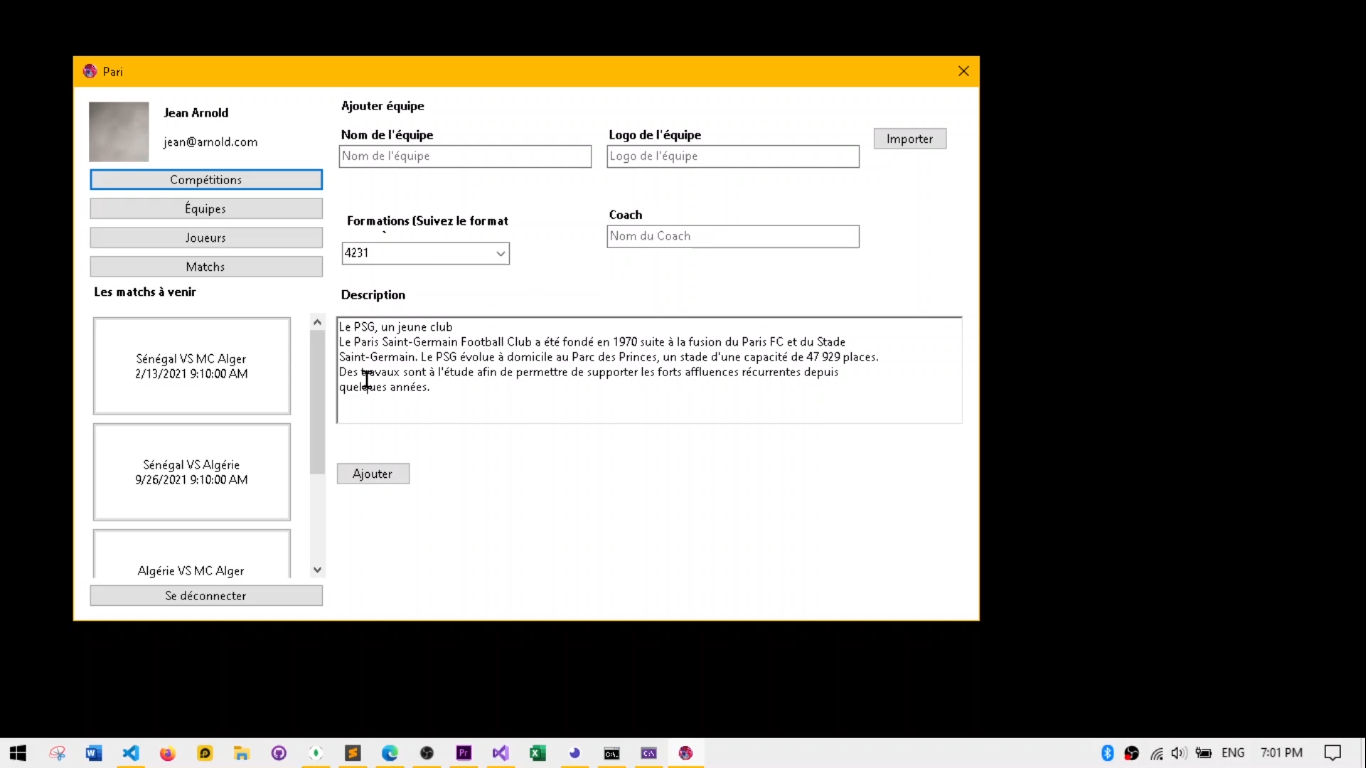 Pari
Jean Arnold
jean@arnold.com
Compétitions
Équipes
Joueurs
Matchs
Les matchs à venir
Sénégal VS MC Alger
2/13/2021 9:10:00 AM
Sénégal VS Algérie
9/26/2021 9:10:00 AM
Algérie VS MC Alger
Se déconnecter
Ajouter équipe
Nom de l'équipe
Nom de l'équipe
Logo de l'équipe
Logo de l'équipe
Importer
Formations (Suivez le format
4231
Coach
Nom du Coach
Description
Le PSG, un jeune club
Le Paris Saint-Germain Football Club a été fondé en 1970 suite à la fusion du Paris FC et du Stade
Saint-Germain. Le PSG évolue à domicile au Parc des Princes, un stade d'une capacité de 47 929 places.
Des travaux sont à l'étude afin de permettre de supporter les forts affluences récurrentes depuis
quelques années.
Ajouter
ENG
7:01 PM